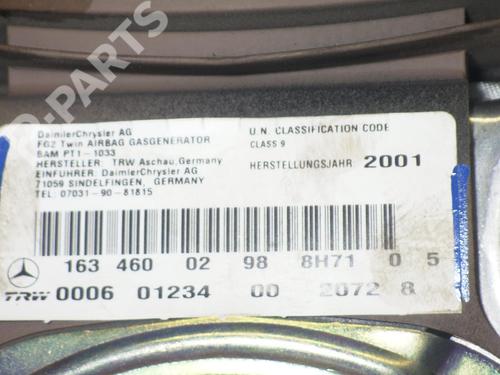 DaimlerChrysler AG
FG2 Twin AIRBAG GASGENERATOR
BAM PT1-1033
HERSTELLER TRW Aschau,Germany
EINFUHRER DaimlerChrysler AG
71059 SINDELFINGEN, GERMANY
TEL: 07031-90-81815
U.N. CLASSIFICATION CODE
CLASS 9
HERSTELLUNGSJAHR 2001
163 460 02 98 8H71 0 5
TRW 0006 01234 00 2072 8
B-PARTS